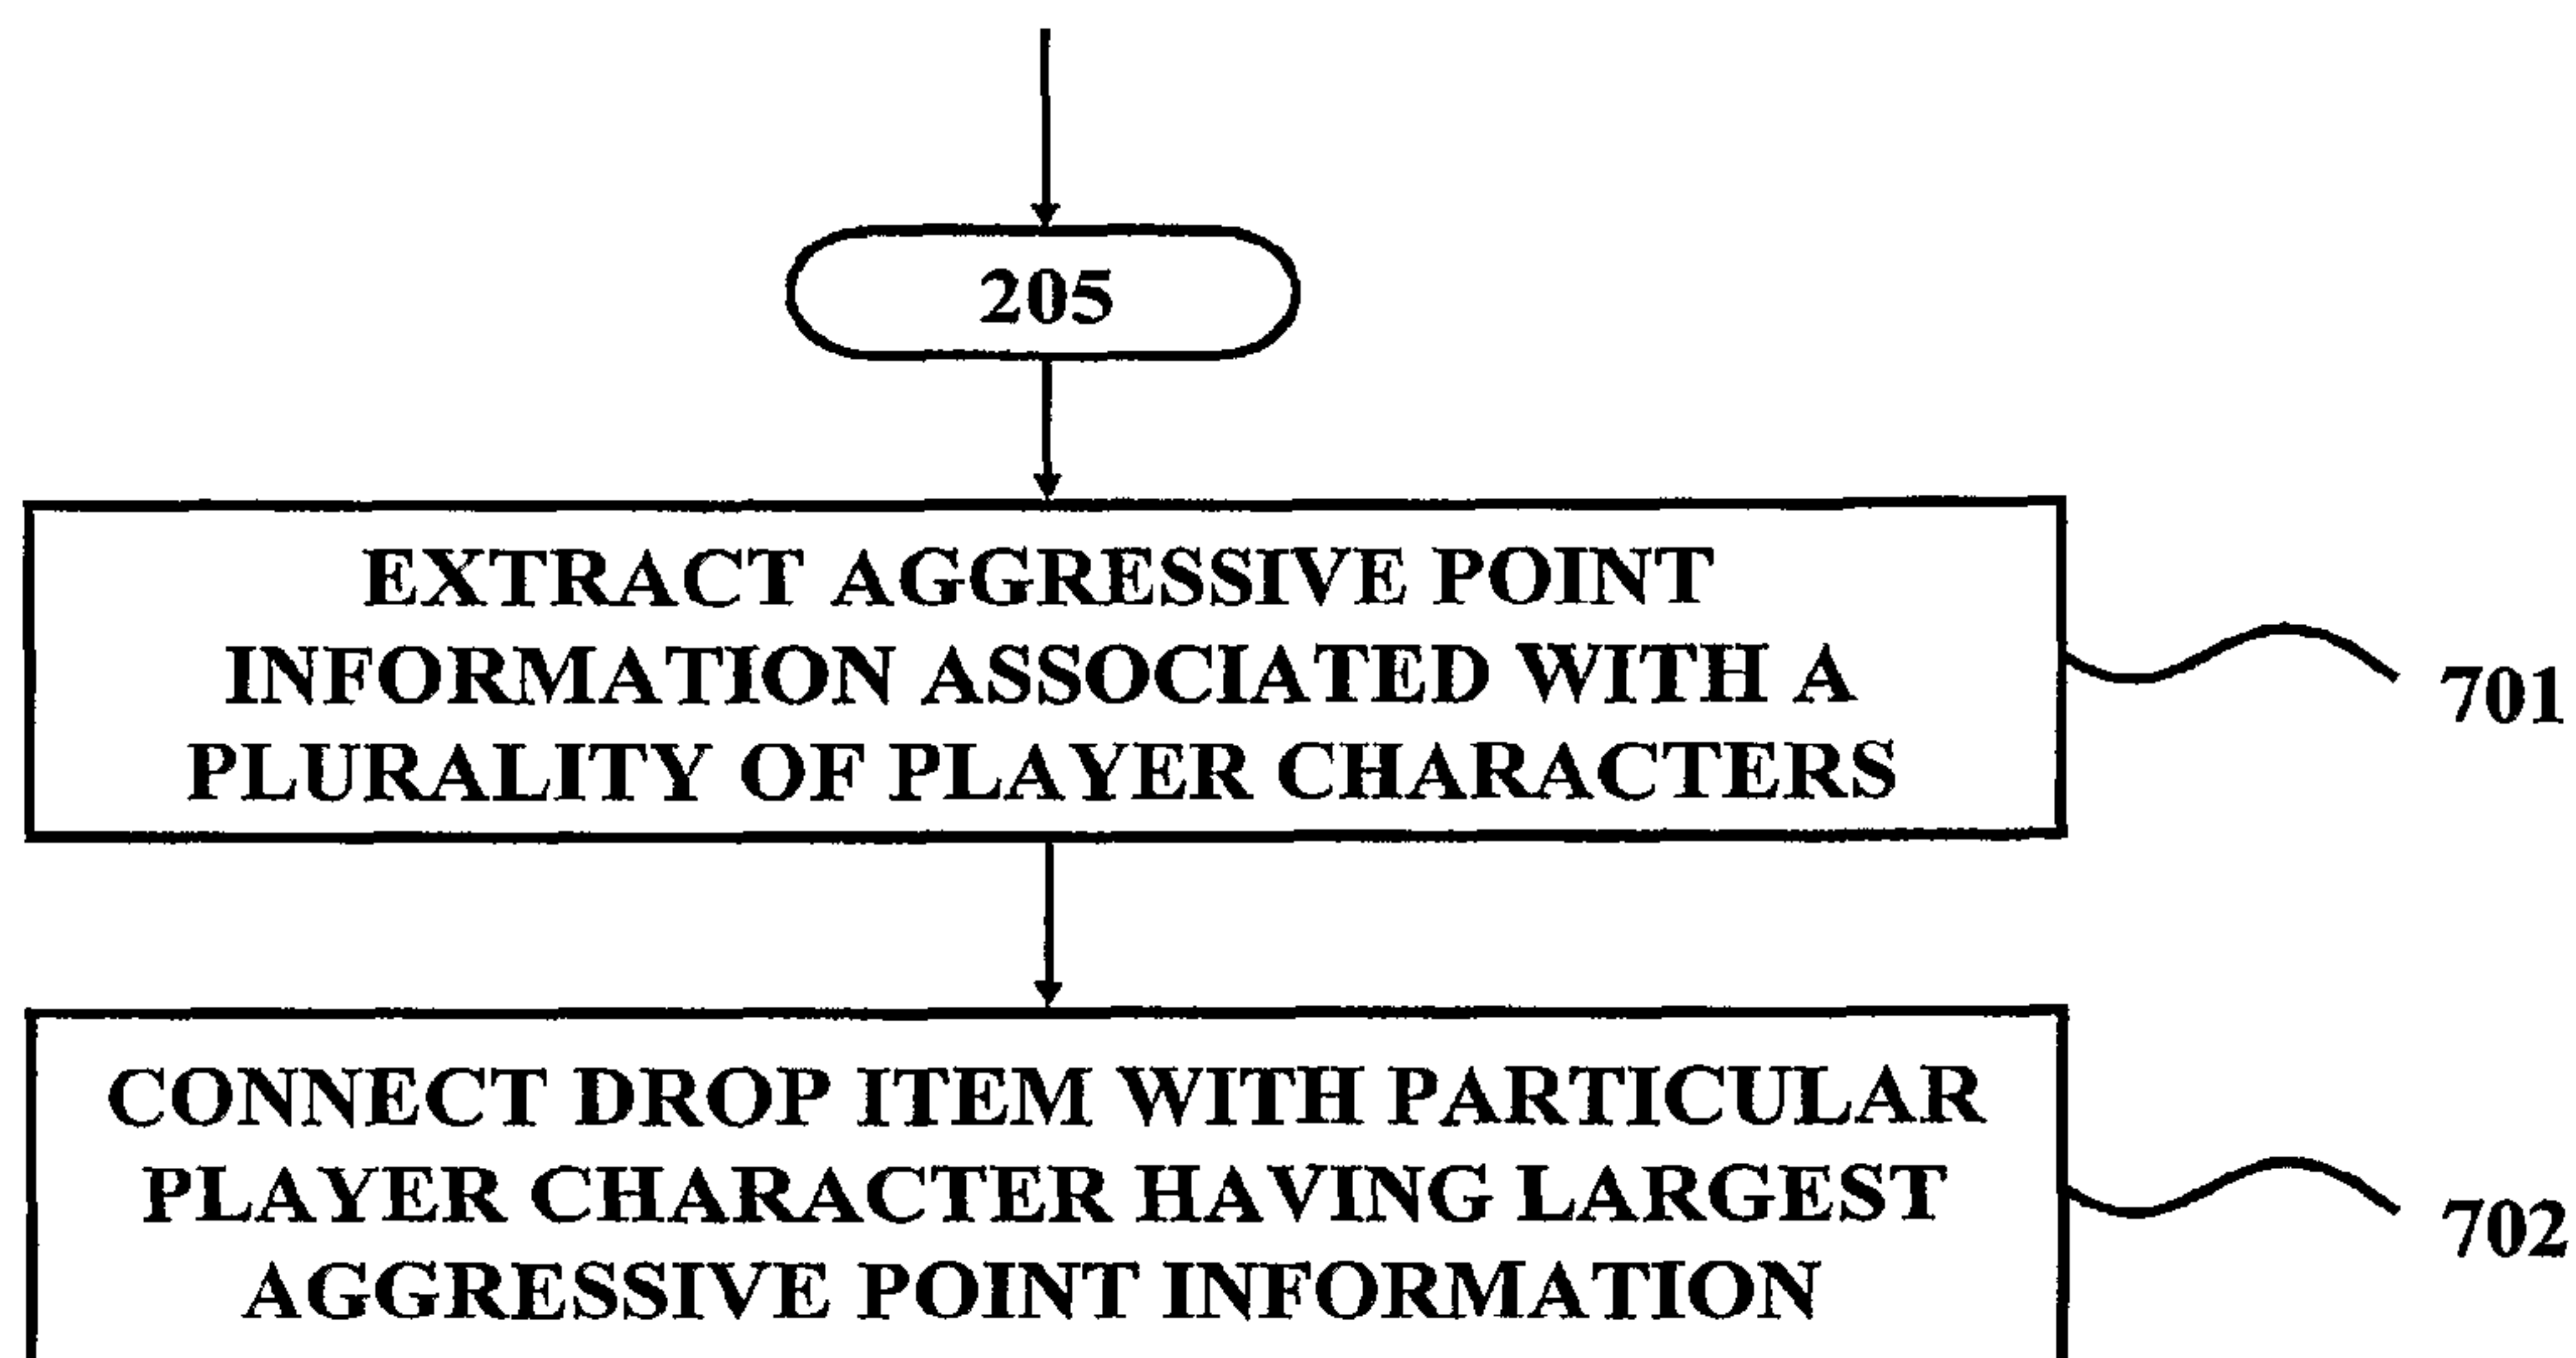 205
EXTRACT AGGRESSIVE POINT
INFORMATION ASSOCIATED WITH A
PLURALITY OF PLAYER CHARACTERS
701
CONNECT DROP ITEM WITH PARTICULAR
PLAYER CHARACTER HAVING LARGEST
AGGRESSIVE POINT INFORMATION
702